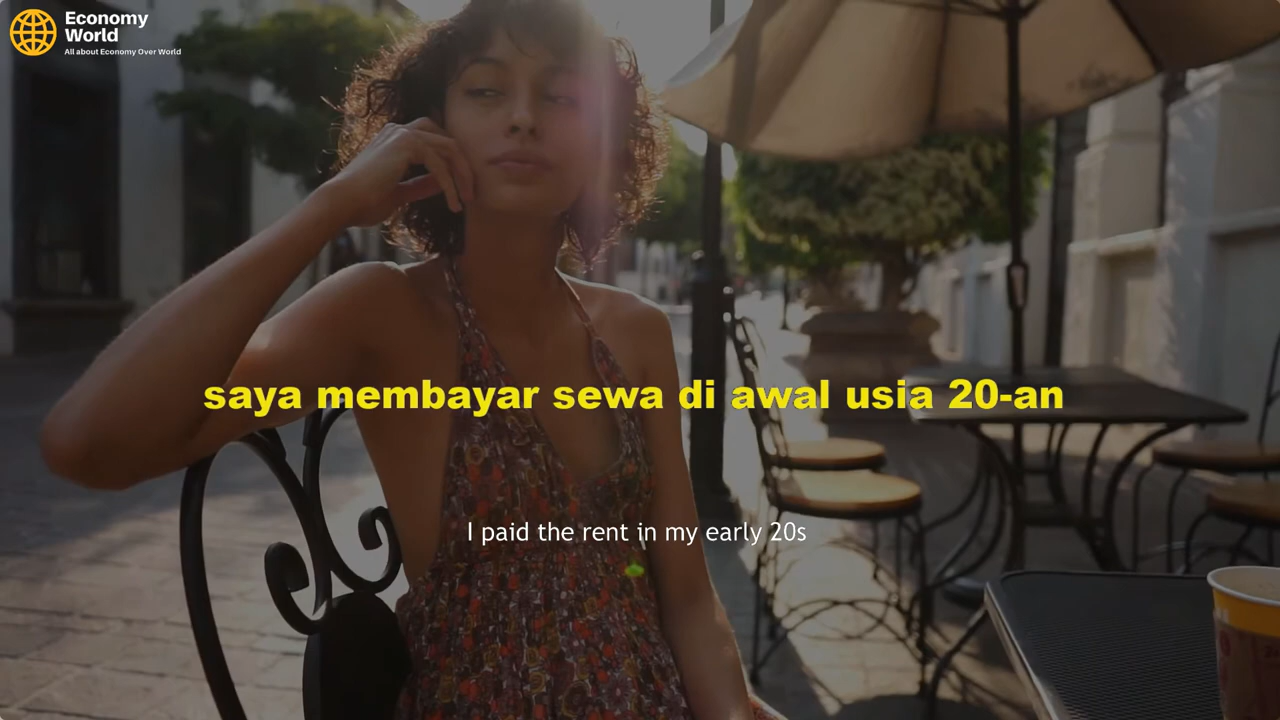 Economy
World
All about Economy Over World
saya membayar sewa di awal usia 20-an
I paid the rent in my early 20s